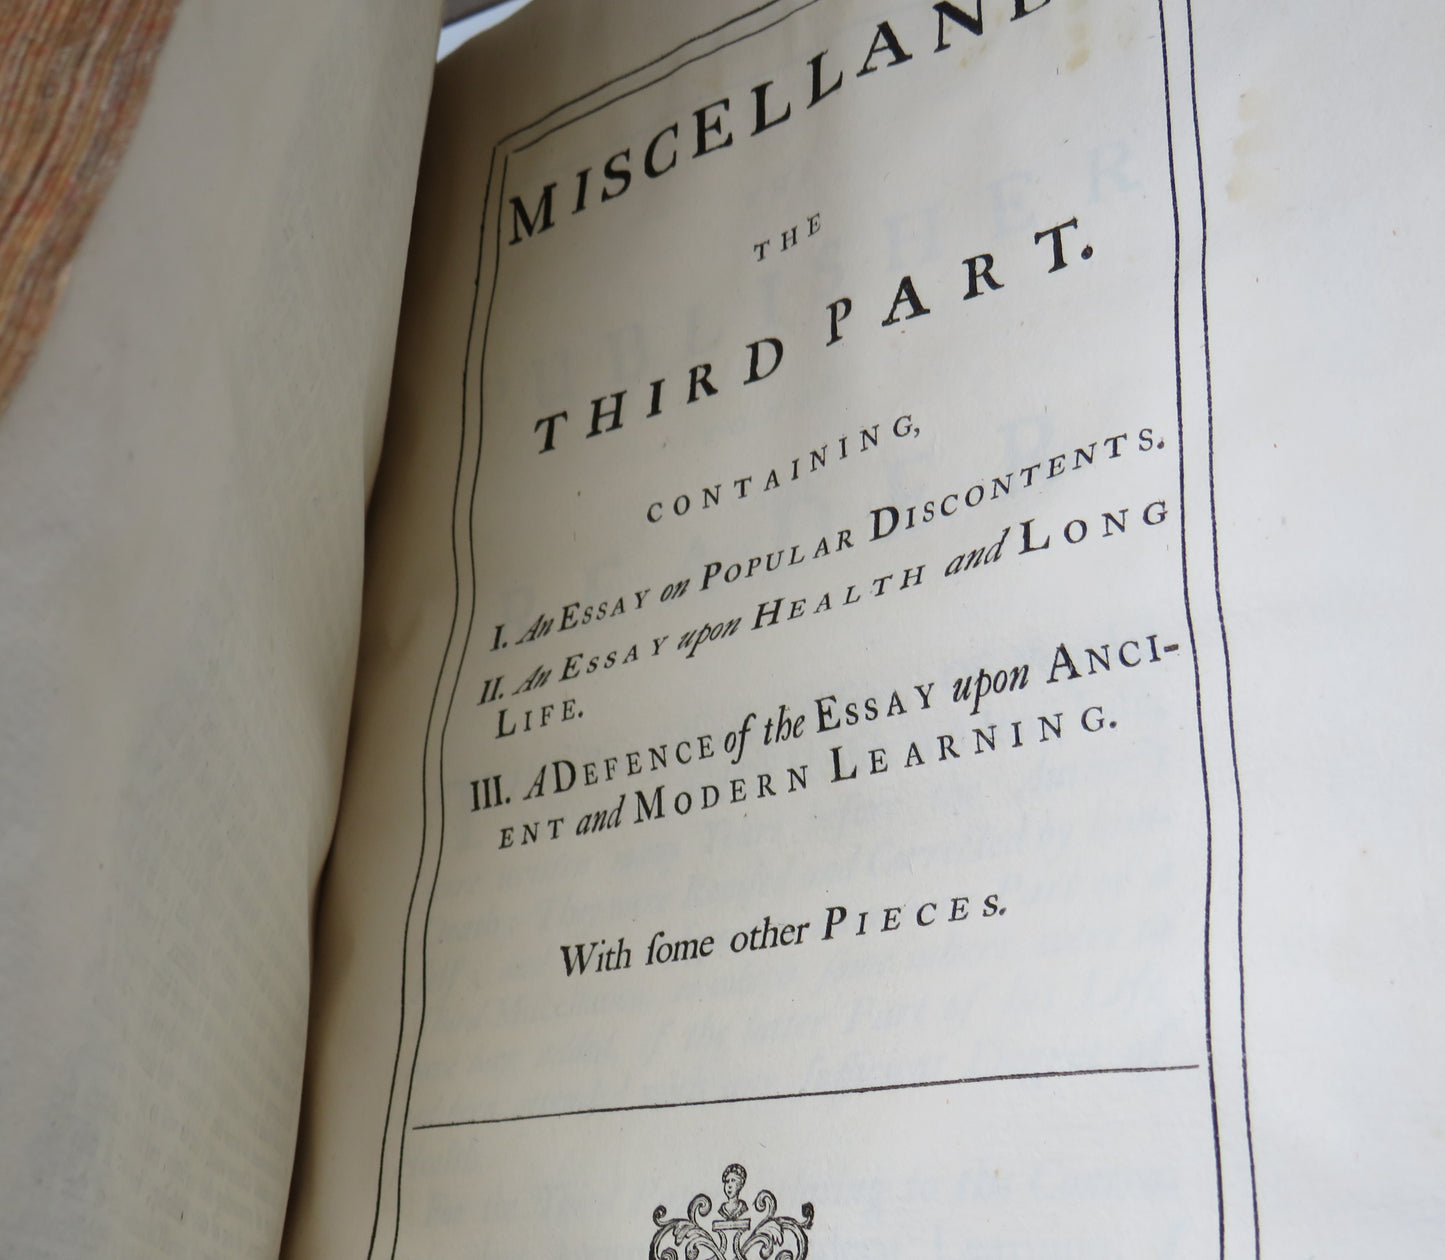 MISCELLANE
THE
THIRD PART.
CONTAINING,
I. An ESSAY on POPULAR DISCONTENTS.
II. An ESSAY upon HEALTH and LONG
LIFE.
III. A DEFENCE of the ESSAY upon ANCI-
ENT and MODERN LEARNING.
With ſome other PIECES.